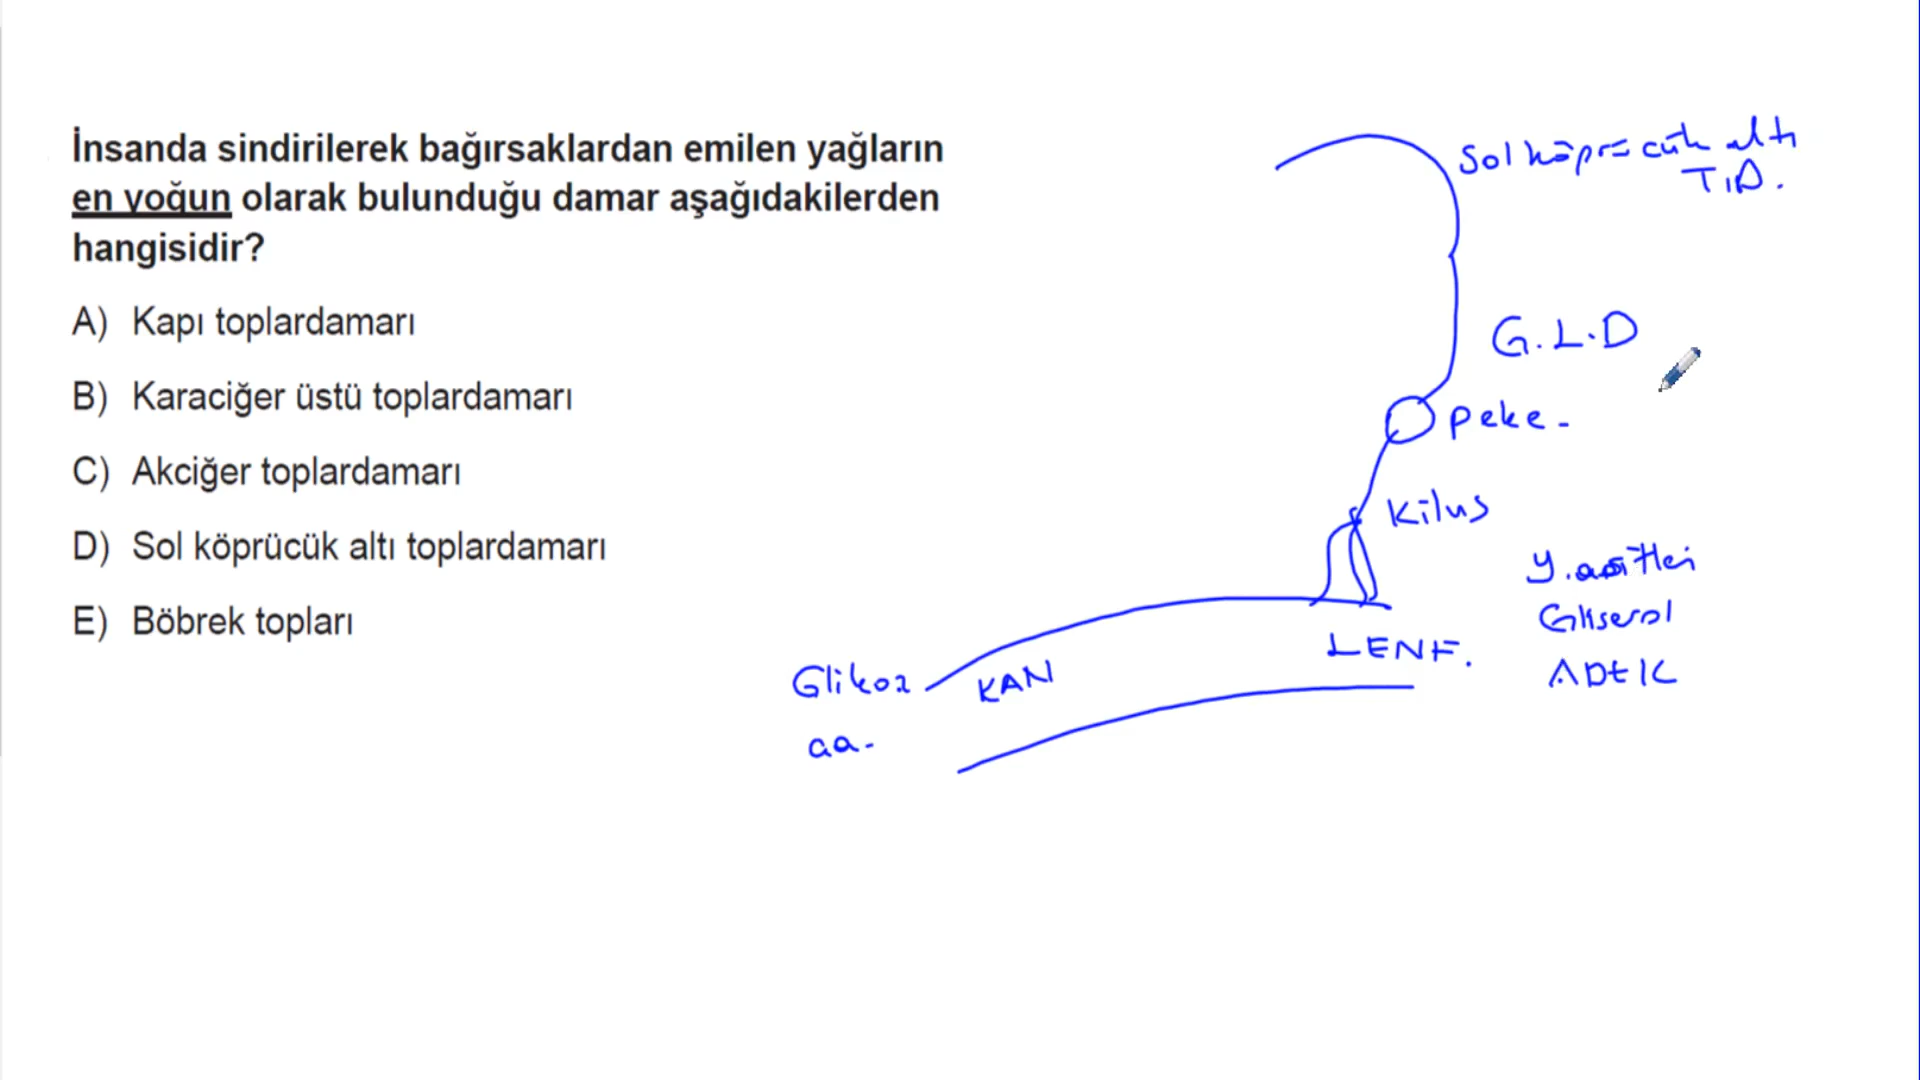 İnsanda sindirilerek bağırsaklardan emilen yağların
en yoğun olarak bulunduğu damar aşağıdakilerden
hangisidir?
A) Kapı toplardamarı
B) Karaciğer üstü toplardamarı
C) Akciğer toplardamarı
D) Sol köprücük altı toplardamarı
E) Böbrek topları
Sol köprücük altı
T.D.
G.L.D
Peke-
Kilus
Y.asitleri
Gliserol
ADEK
LENF.
KAN
Glikoz
aa-